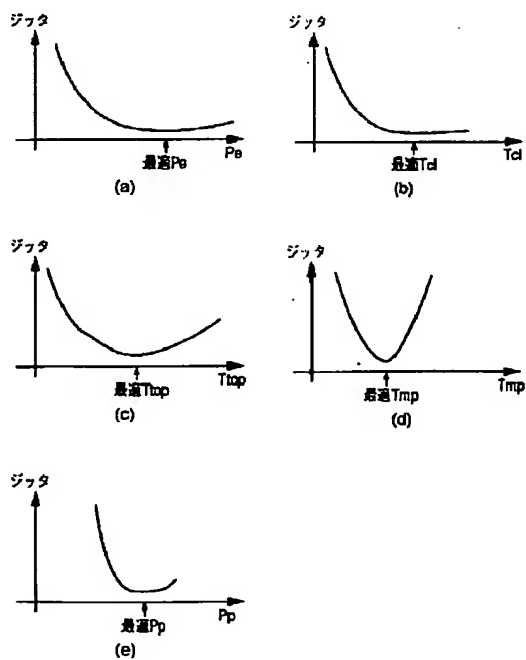 ジッタ
Pe
最適Pe
(a)
ジッタ
Tcl
最適Tcl
(b)
ジッタ
Ttop
最適Ttop
(c)
ジッタ
Tmp
最適Tmp
(d)
ジッタ
Pp
最適Pp
(e)